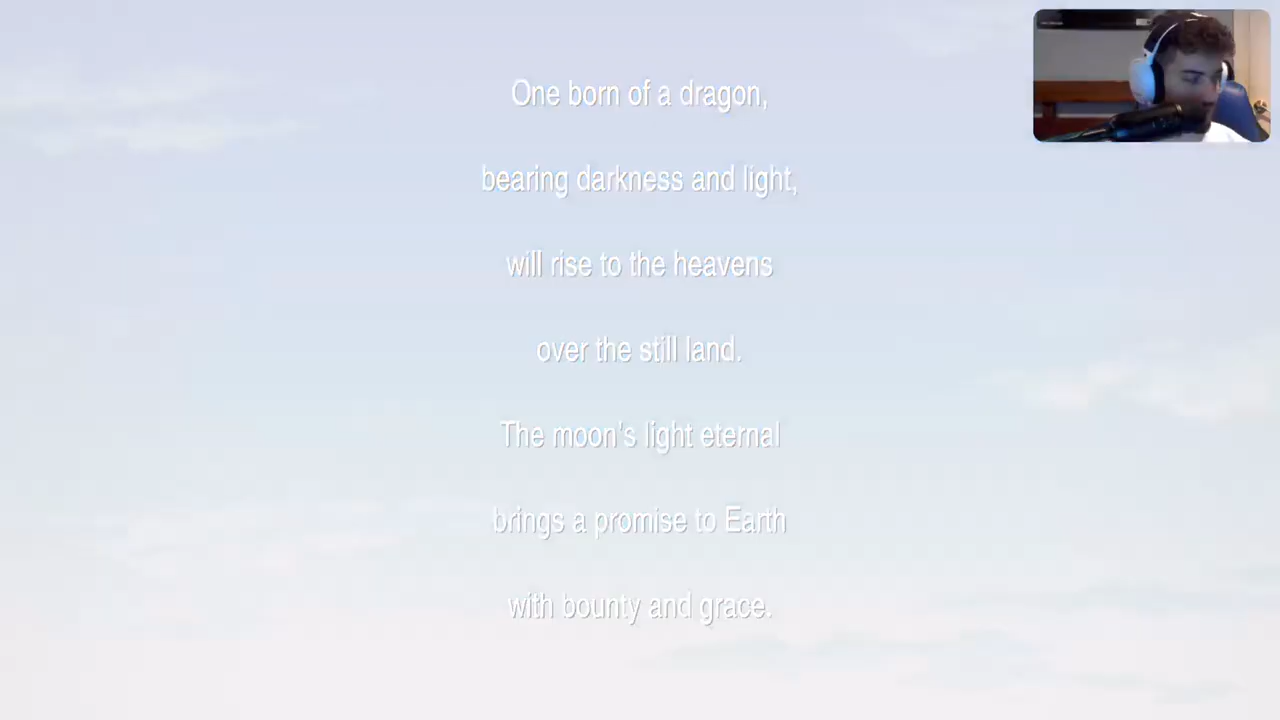 One born of a dragon,
bearing darkness and light,
will rise to the heavens
over the still land.
The moon's light eternal
brings a promise to Earth
with bounty and grace.